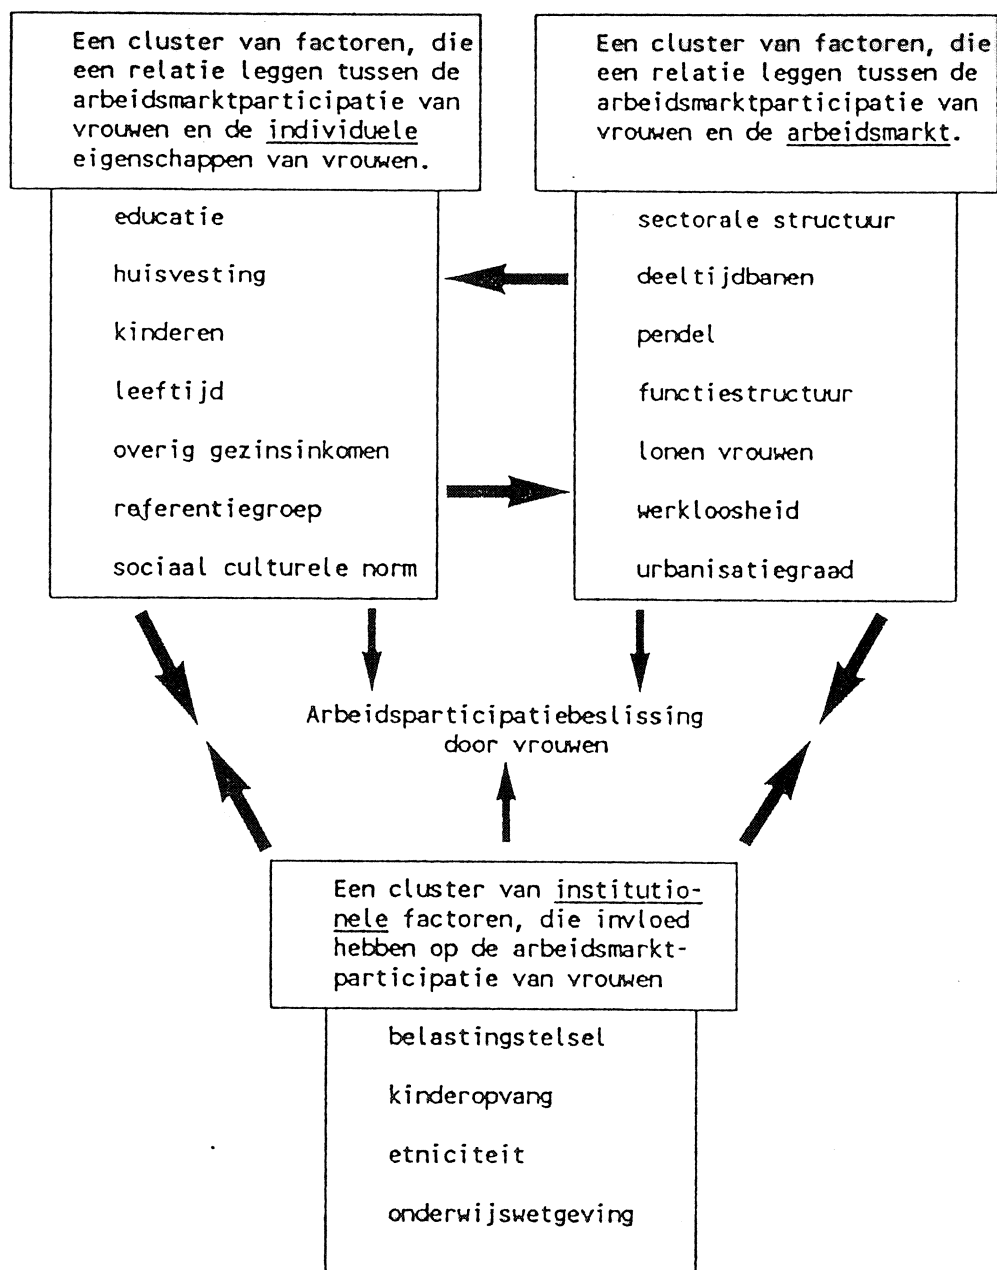 Een cluster van factoren, die
een relatie leggen tussen de
arbeidsmarktparticipatie van
vrouwen en de individuele
eigenschappen van vrouwen.
educatie
huisvesting
kinderen
leeftijd
overig gezinsinkomen
referentiegroep
sociaal culturele norm
Een cluster van factoren, die
een relatie leggen tussen de
arbeidsmarktparticipatie van
vrouwen en de arbeidsmarkt.
sectorale structuur
deeltijdbanen
pendel
functiestructuur
lonen vrouwen
werkloosheid
urbanisatiegraad
Arbeidsparticipatiebeslissing
door vrouwen
Een cluster van institutio-
nele factoren, die invloed
hebben op de arbeidsmarkt-
participatie van vrouwen
belastingstelsel
kinderopvang
etniciteit
onderwijswetgeving